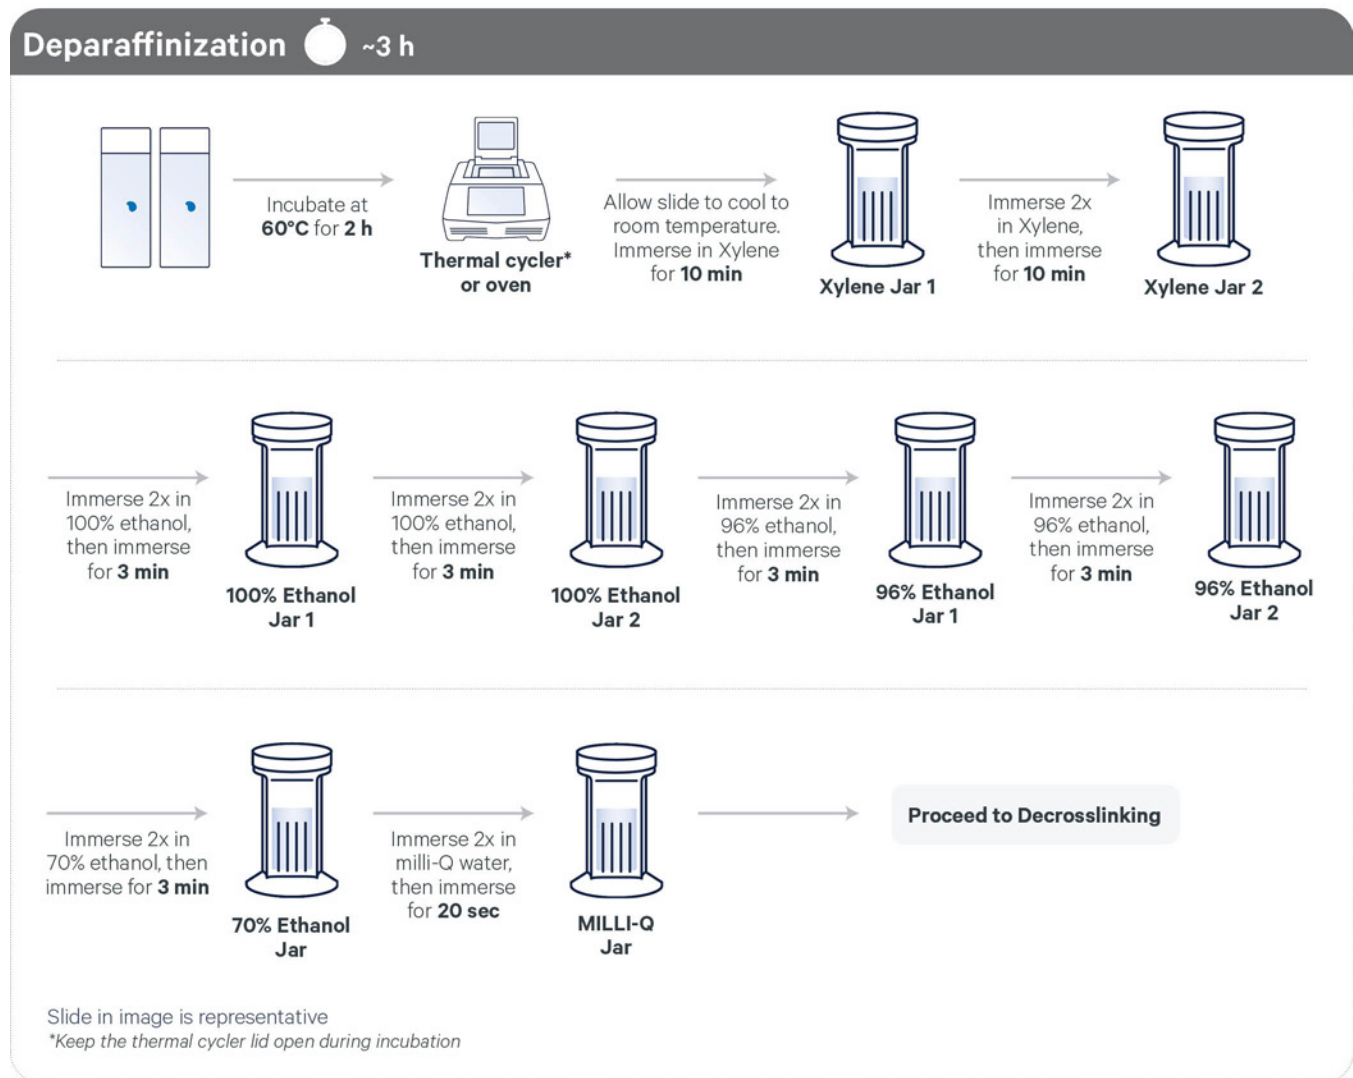 Deparaffinization ~3 h
Incubate at
60°C for 2 h
Thermal cycler*
or oven
Allow slide to cool to
room temperature.
Immerse in Xylene
for 10 min
Xylene Jar 1
Immerse 2x
in Xylene,
then immerse
for 10 min
Xylene Jar 2
Immerse 2x in
100% ethanol,
then immerse
for 3 min
100% Ethanol
Jar 1
Immerse 2x in
100% ethanol,
then immerse
for 3 min
100% Ethanol
Jar 2
Immerse 2x in
96% ethanol,
then immerse
for 3 min
96% Ethanol
Jar 1
Immerse 2x in
96% ethanol,
then immerse
for 3 min
96% Ethanol
Jar 2
Immerse 2x in
70% ethanol, then
immerse for 3 min
70% Ethanol
Jar
Immerse 2x in
milli-Q water,
then immerse
for 20 sec
MILLI-Q
Jar
Proceed to Decrosslinking
Slide in image is representative
*Keep the thermal cycler lid open during incubation